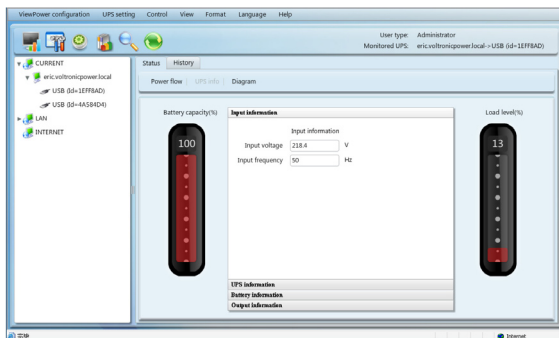 ViewPower configuration UPS setting Control View Format Language Help
User type: Administrator
Monitored UPS: eric.voltronicpower.local->USB (id=1EFF8AD)
CURRENT
eric.voltronicpower.local
USB (Id=1EFF8AD)
USB (Id=4A584D4)
LAN
INTERNET
Status History
Power flow UPS info Diagram
Battery capacity(%)
100
Input information
Input information
Input voltage 218.4 V
Input frequency 50 Hz
UPS information
Battery information
Output information
Load level(%)
13
Internet